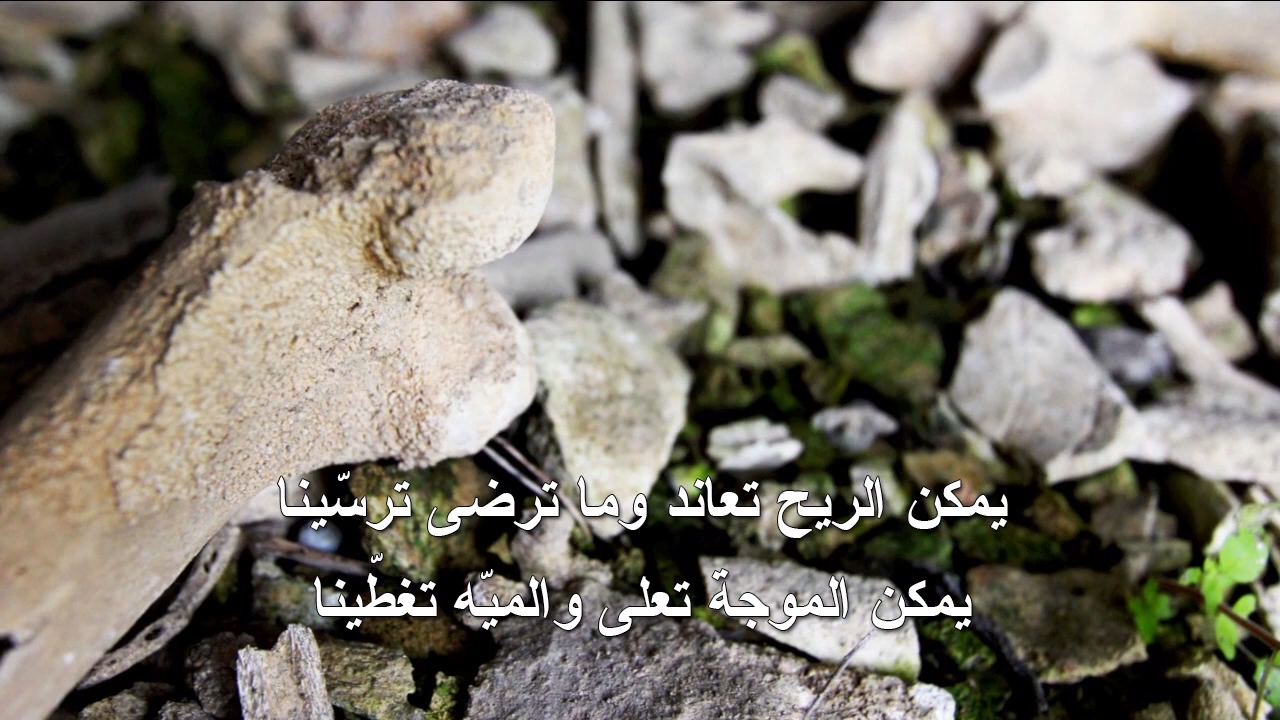 يمكن الريح تعاند وما ترضى ترسّينا
يمكن الموجة تعلى والميّه تغطّينا